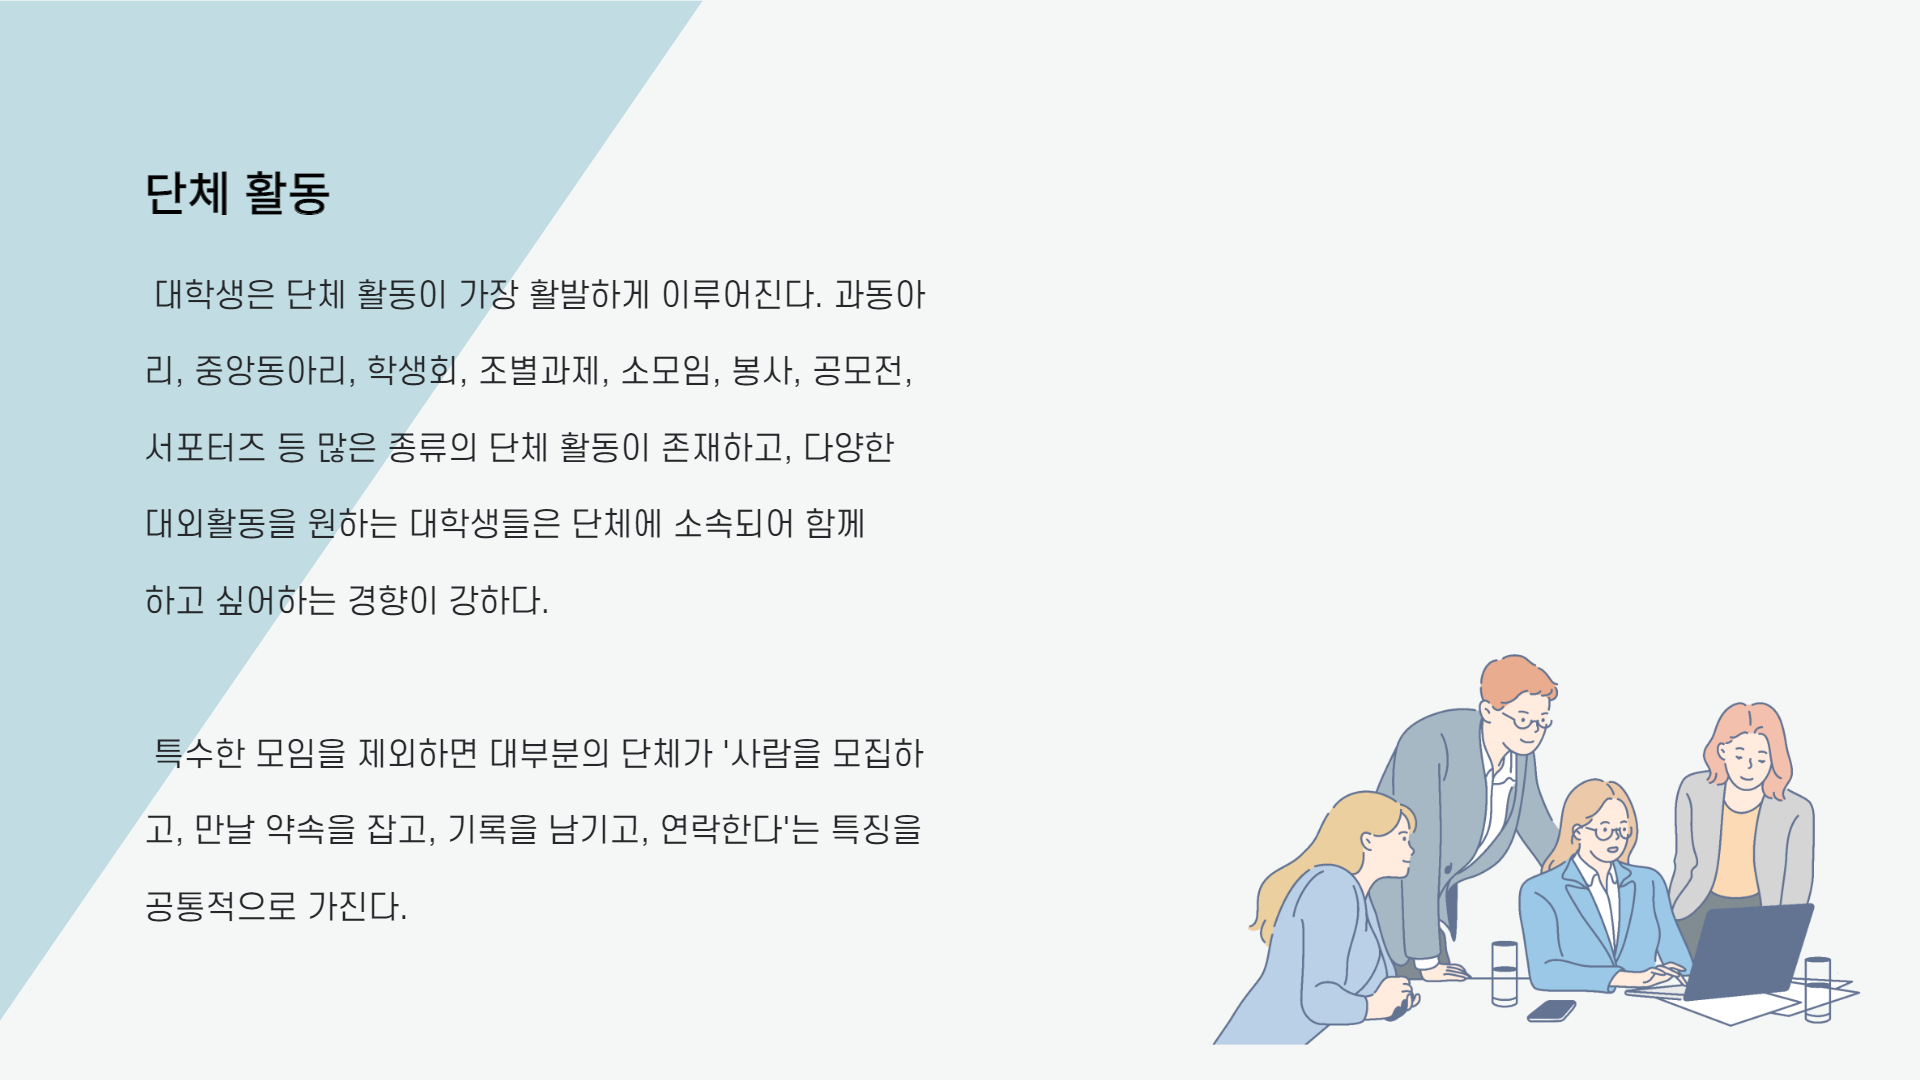 단체 활동
대학생은 단체 활동이 가장 활발하게 이루어진다. 과동아
리, 중앙동아리, 학생회, 조별과제, 소모임, 봉사, 공모전,
서포터즈 등 많은 종류의 단체 활동이 존재하고, 다양한
대외활동을 원하는 대학생들은 단체에 소속되어 함께
하고 싶어하는 경향이 강하다.
특수한 모임을 제외하면 대부분의 단체가 '사람을 모집하
고, 만날 약속을 잡고, 기록을 남기고, 연락한다'는 특징을
공통적으로 가진다.